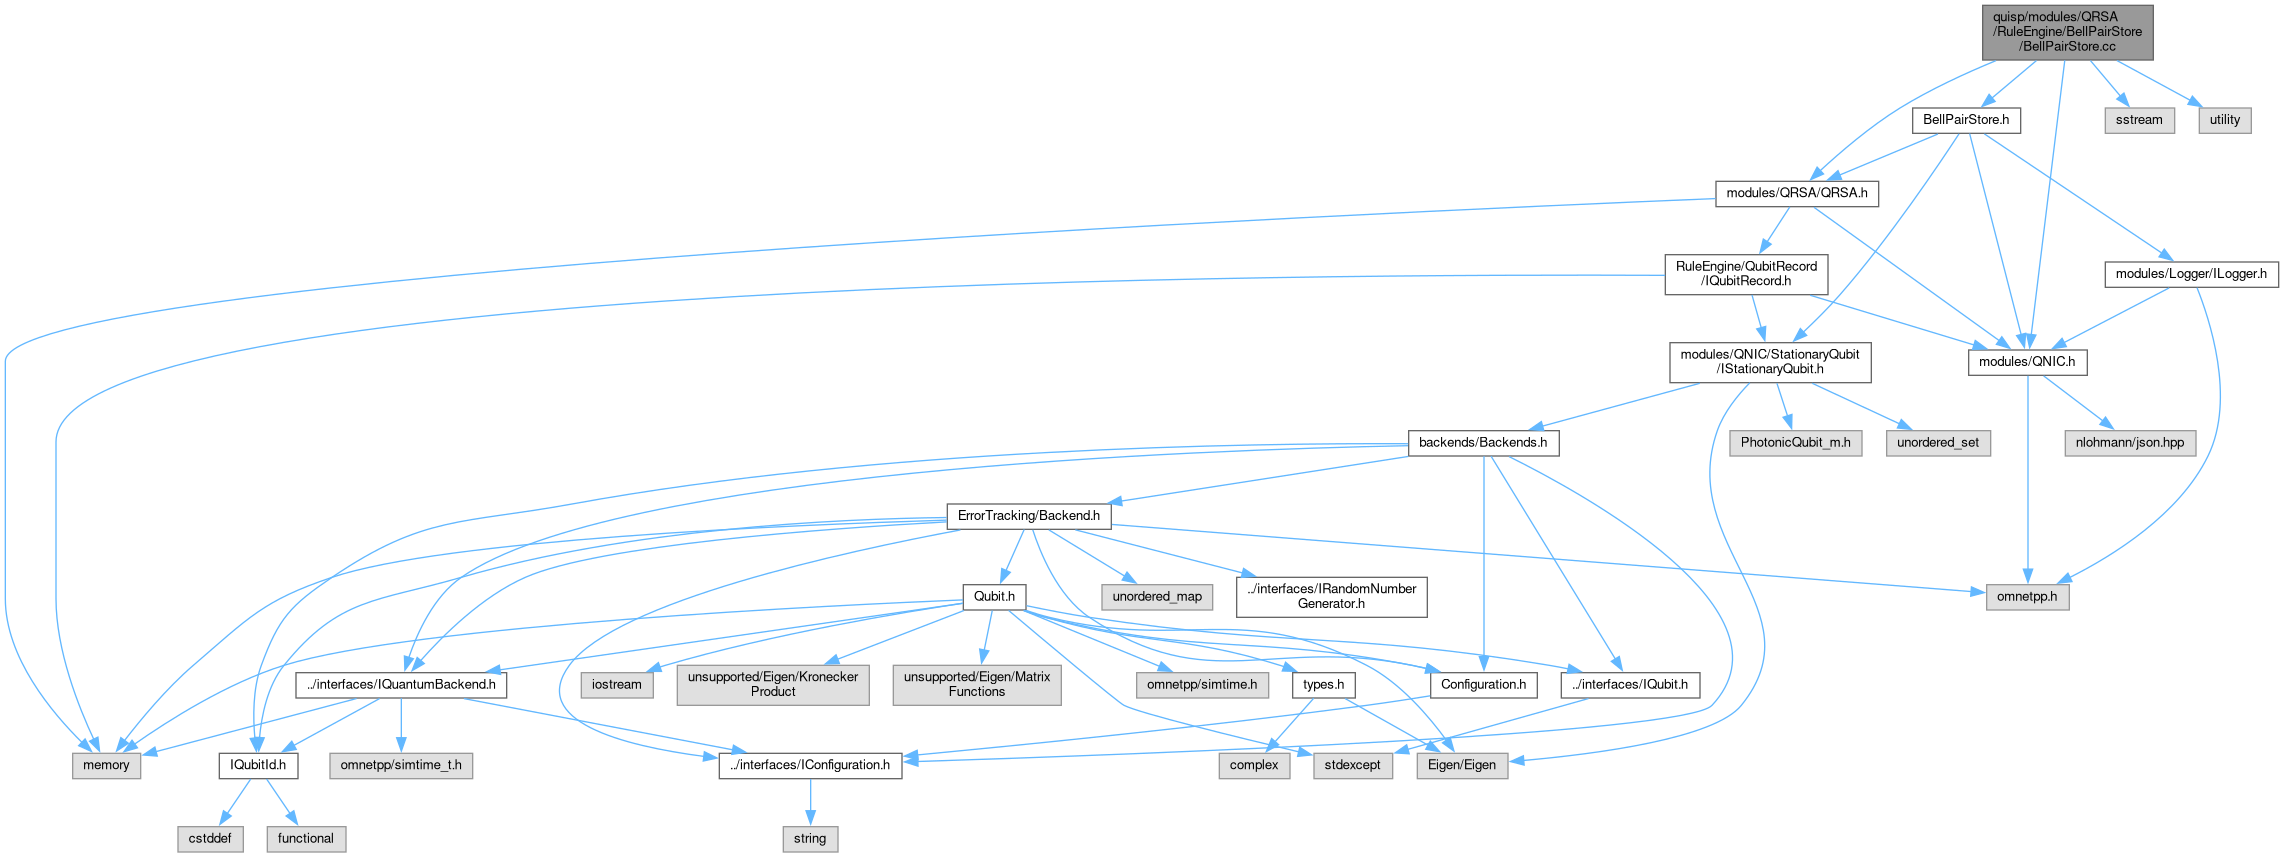 quisp/modules/QRSA
/RuleEngine/BellPairStore
/BellPairStore.cc
BellPairStore.h
sstream
utility
modules/QRSA/QRSA.h
RuleEngine/QubitRecord
/IQubitRecord.h
modules/Logger/ILogger.h
modules/QNIC/StationaryQubit
/IStationaryQubit.h
modules/QNIC.h
backends/Backends.h
PhotonicQubit_m.h
unordered_set
nlohmann/json.hpp
ErrorTracking/Backend.h
Qubit.h
unordered_map
../interfaces/IRandomNumber
Generator.h
omnetpp.h
../interfaces/IQuantumBackend.h
iostream
unsupported/Eigen/Kronecker
Product
unsupported/Eigen/Matrix
Functions
omnetpp/simtime.h
types.h
Configuration.h
../interfaces/IQubit.h
memory
IQubitId.h
omnetpp/simtime_t.h
../interfaces/IConfiguration.h
complex
stdexcept
Eigen/Eigen
cstddef
functional
string